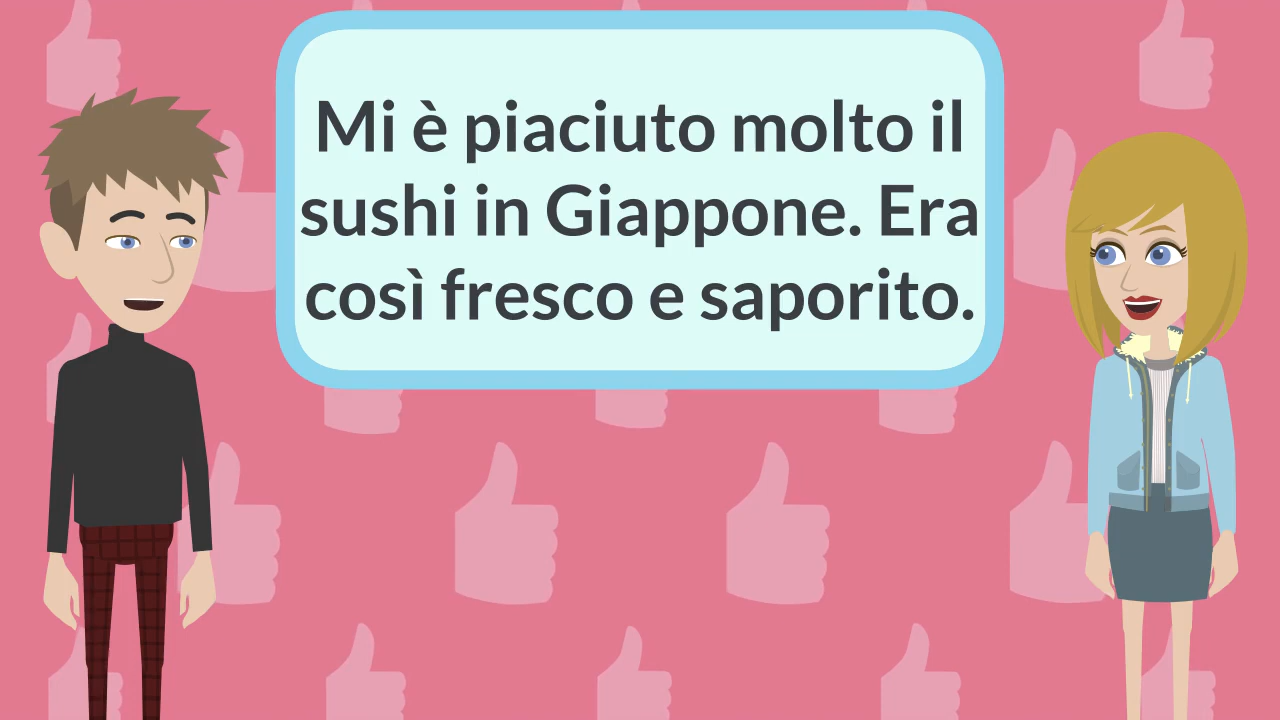 Mi è piaciuto molto il
sushi in Giappone. Era
così fresco e saporito.